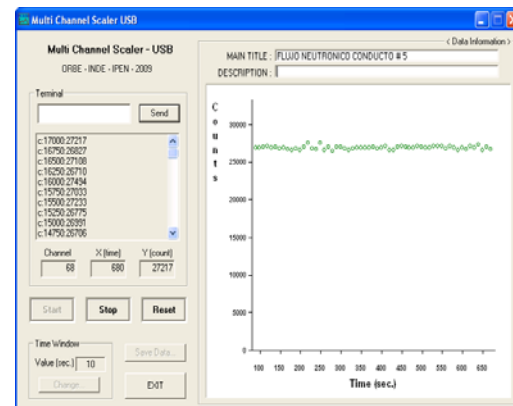 Multi Channel Scaler USB
Multi Channel Scaler - USB
ORBE - INDE - IPEN - 2009
Terminal
Send
c:17000:27217
c:16750:26827
c:16500:27108
c:16250:26710
c:16000:27494
c:15750:27033
c:15500:27233
c:15250:26775
c:15000:26991
c:14750:26706
Channel X (time) Y (count)
68 680 27217
Start Stop Reset
Time Window
Value (sec.) 10
Change...
Save Data...
EXIT
< Data Information >
MAIN TITLE : FLUJO NEUTRONICO CONDUCTO # 5
DESCRIPTION :
Counts
30000
25000
20000
15000
10000
5000
0
100 150 200 250 300 350 400 450 500 550 600 650
Time (sec.)